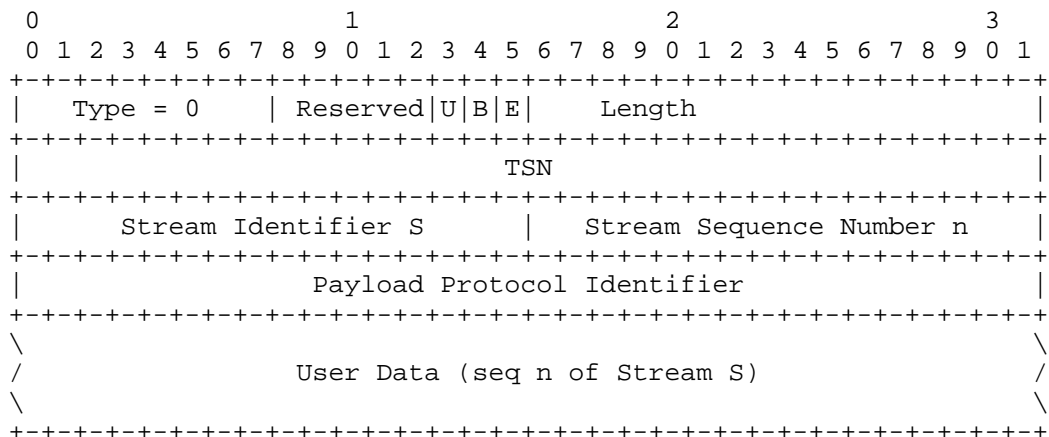 0                   1                   2                   3
 0 1 2 3 4 5 6 7 8 9 0 1 2 3 4 5 6 7 8 9 0 1 2 3 4 5 6 7 8 9 0 1
+-+-+-+-+-+-+-+-+-+-+-+-+-+-+-+-+-+-+-+-+-+-+-+-+-+-+-+-+-+-+-+-+
|   Type = 0    | Reserved|U|B|E|    Length                     |
+-+-+-+-+-+-+-+-+-+-+-+-+-+-+-+-+-+-+-+-+-+-+-+-+-+-+-+-+-+-+-+-+
|                              TSN                              |
+-+-+-+-+-+-+-+-+-+-+-+-+-+-+-+-+-+-+-+-+-+-+-+-+-+-+-+-+-+-+-+-+
|      Stream Identifier S      |   Stream Sequence Number n    |
+-+-+-+-+-+-+-+-+-+-+-+-+-+-+-+-+-+-+-+-+-+-+-+-+-+-+-+-+-+-+-+-+
|                  Payload Protocol Identifier                  |
+-+-+-+-+-+-+-+-+-+-+-+-+-+-+-+-+-+-+-+-+-+-+-+-+-+-+-+-+-+-+-+-+
\                                                               \
/                 User Data (seq n of Stream S)                 /
\                                                               \
+-+-+-+-+-+-+-+-+-+-+-+-+-+-+-+-+-+-+-+-+-+-+-+-+-+-+-+-+-+-+-+-+